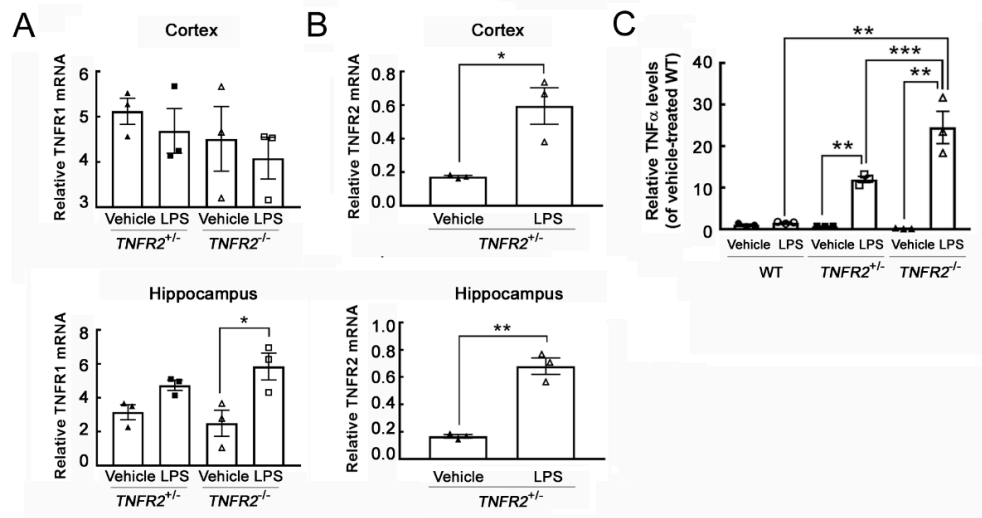 A
Cortex
Relative TNFR1 mRNA
6
5
4
3
Vehicle LPS Vehicle LPS
TNFR2+/- TNFR2-/-
Hippocampus
Relative TNFR1 mRNA
8
6
4
2
0
*
Vehicle LPS Vehicle LPS
TNFR2+/- TNFR2-/-
B
Cortex
Relative TNFR2 mRNA
0.8
0.6
0.4
0.2
0.0
*
Vehicle LPS
TNFR2+/-
Hippocampus
Relative TNFR2 mRNA
1.0
0.8
0.6
0.4
0.2
0.0
**
Vehicle LPS
TNFR2+/-
C
Relative TNFα levels
(of vehicle-treated WT)
40
30
20
10
0
**
***
**
**
Vehicle LPS Vehicle LPS Vehicle LPS
WT TNFR2+/- TNFR2-/-